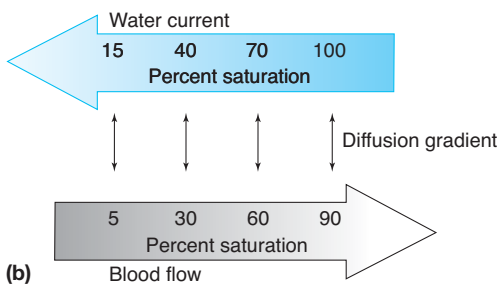 Water current
15 40 70 100
Percent saturation
Diffusion gradient
5 30 60 90
Percent saturation
(b)
Blood flow